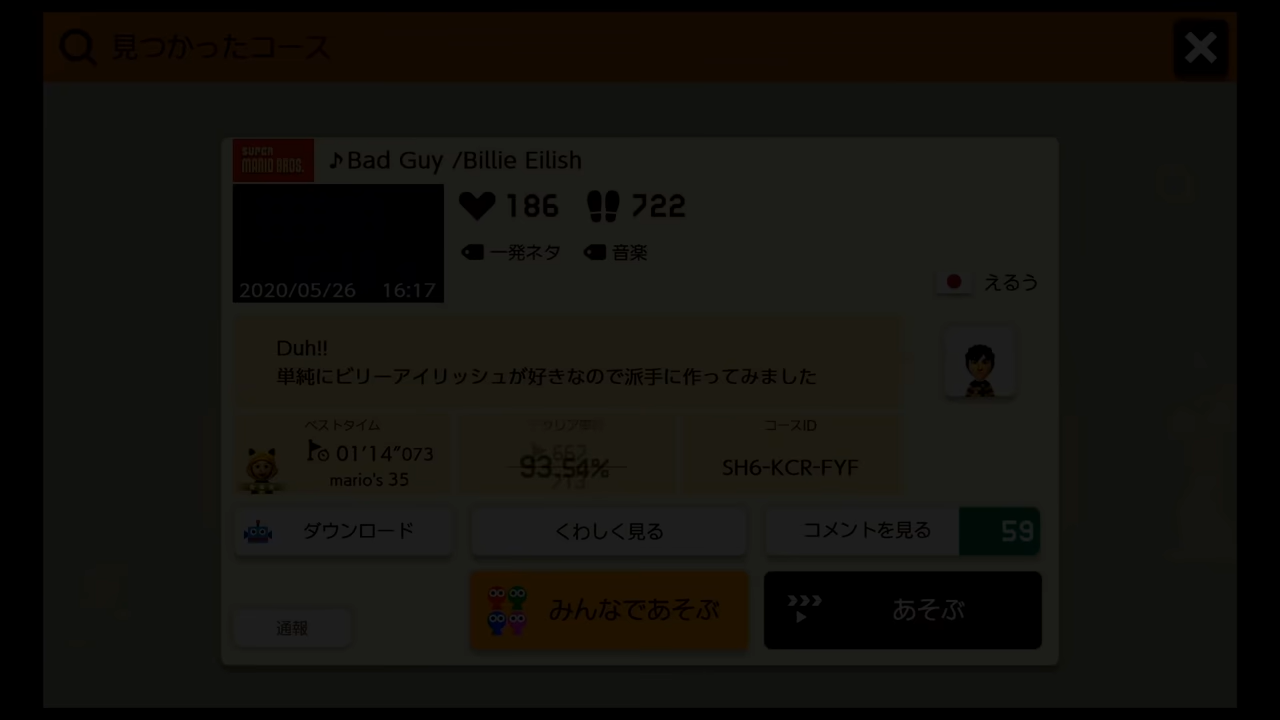 見つかったコース
SUPER
MARIO BROS.
♪Bad Guy /Billie Eilish
186 722
一発ネタ 音楽
2020/05/26 16:17
えるう
Duh!!
単純にビリーアイリッシュが好きなので派手に作ってみました
ベストタイム
01'14"073
mario's 35
93.54%
コースID
SH6-KCR-FYF
ダウンロード
くわしく見る
コメントを見る 59
みんなであそぶ
あそぶ
通報